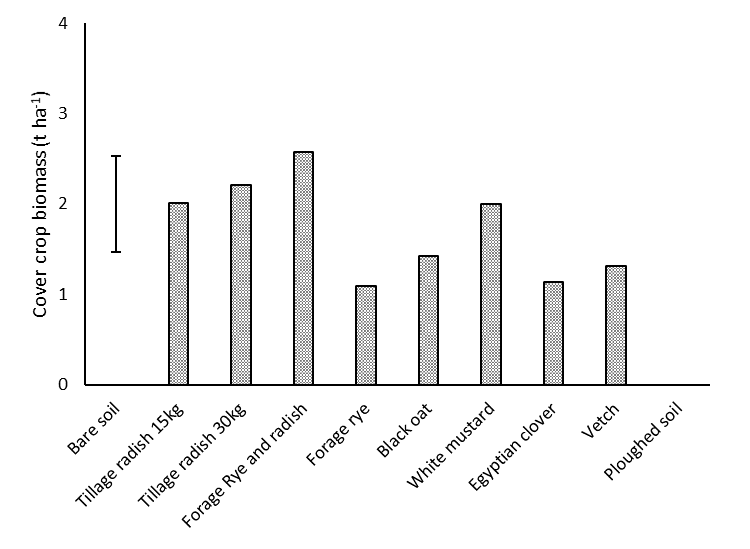 4
3
2
1
0
Cover crop biomass (t ha-1)
Bare soil
Tillage radish 15kg
Tillage radish 30kg
Forage Rye and radish
Forage rye
Black oat
White mustard
Egyptian clover
Vetch
Ploughed soil